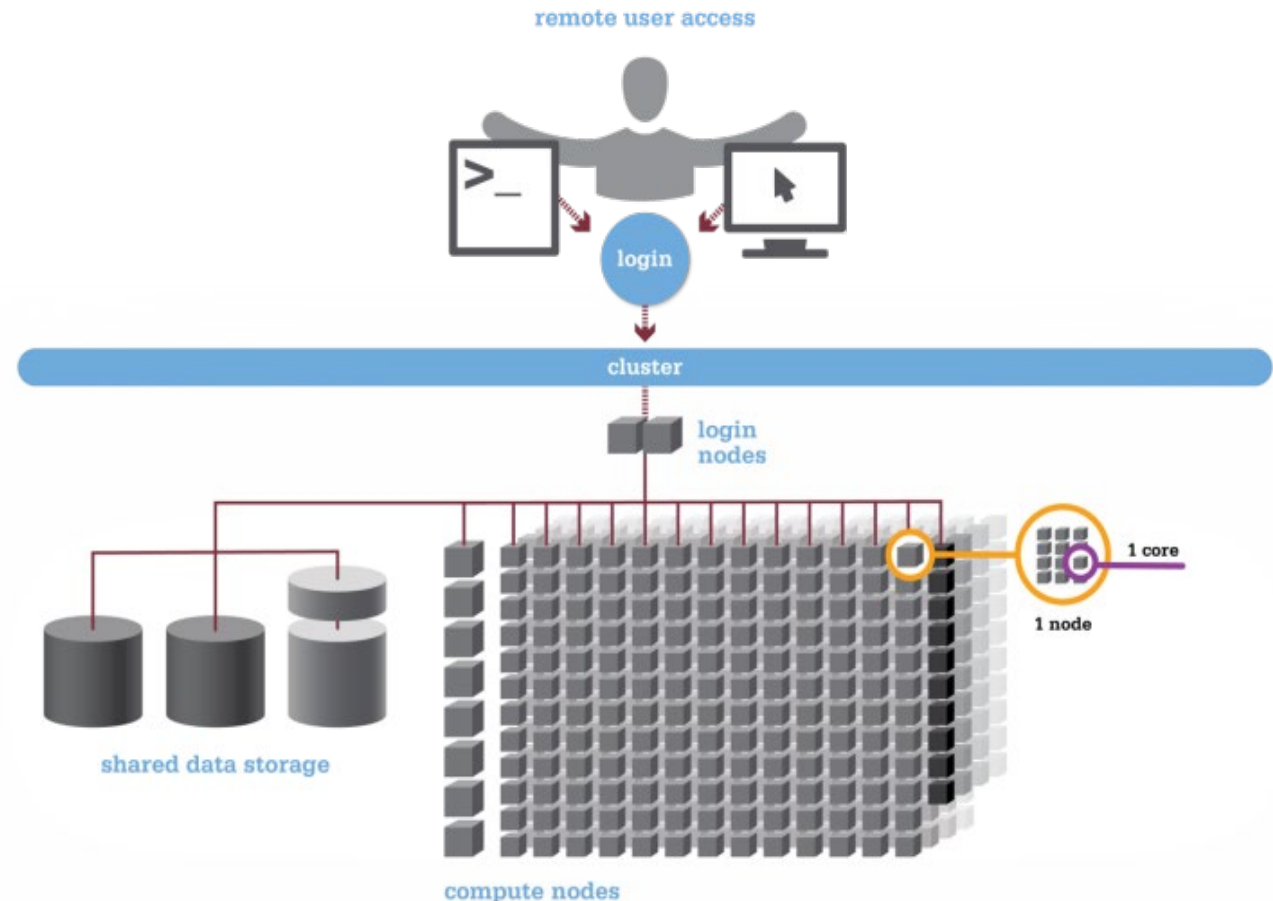 remote user access
>_
login
cluster
login
nodes
1 core
1 node
shared data storage
compute nodes